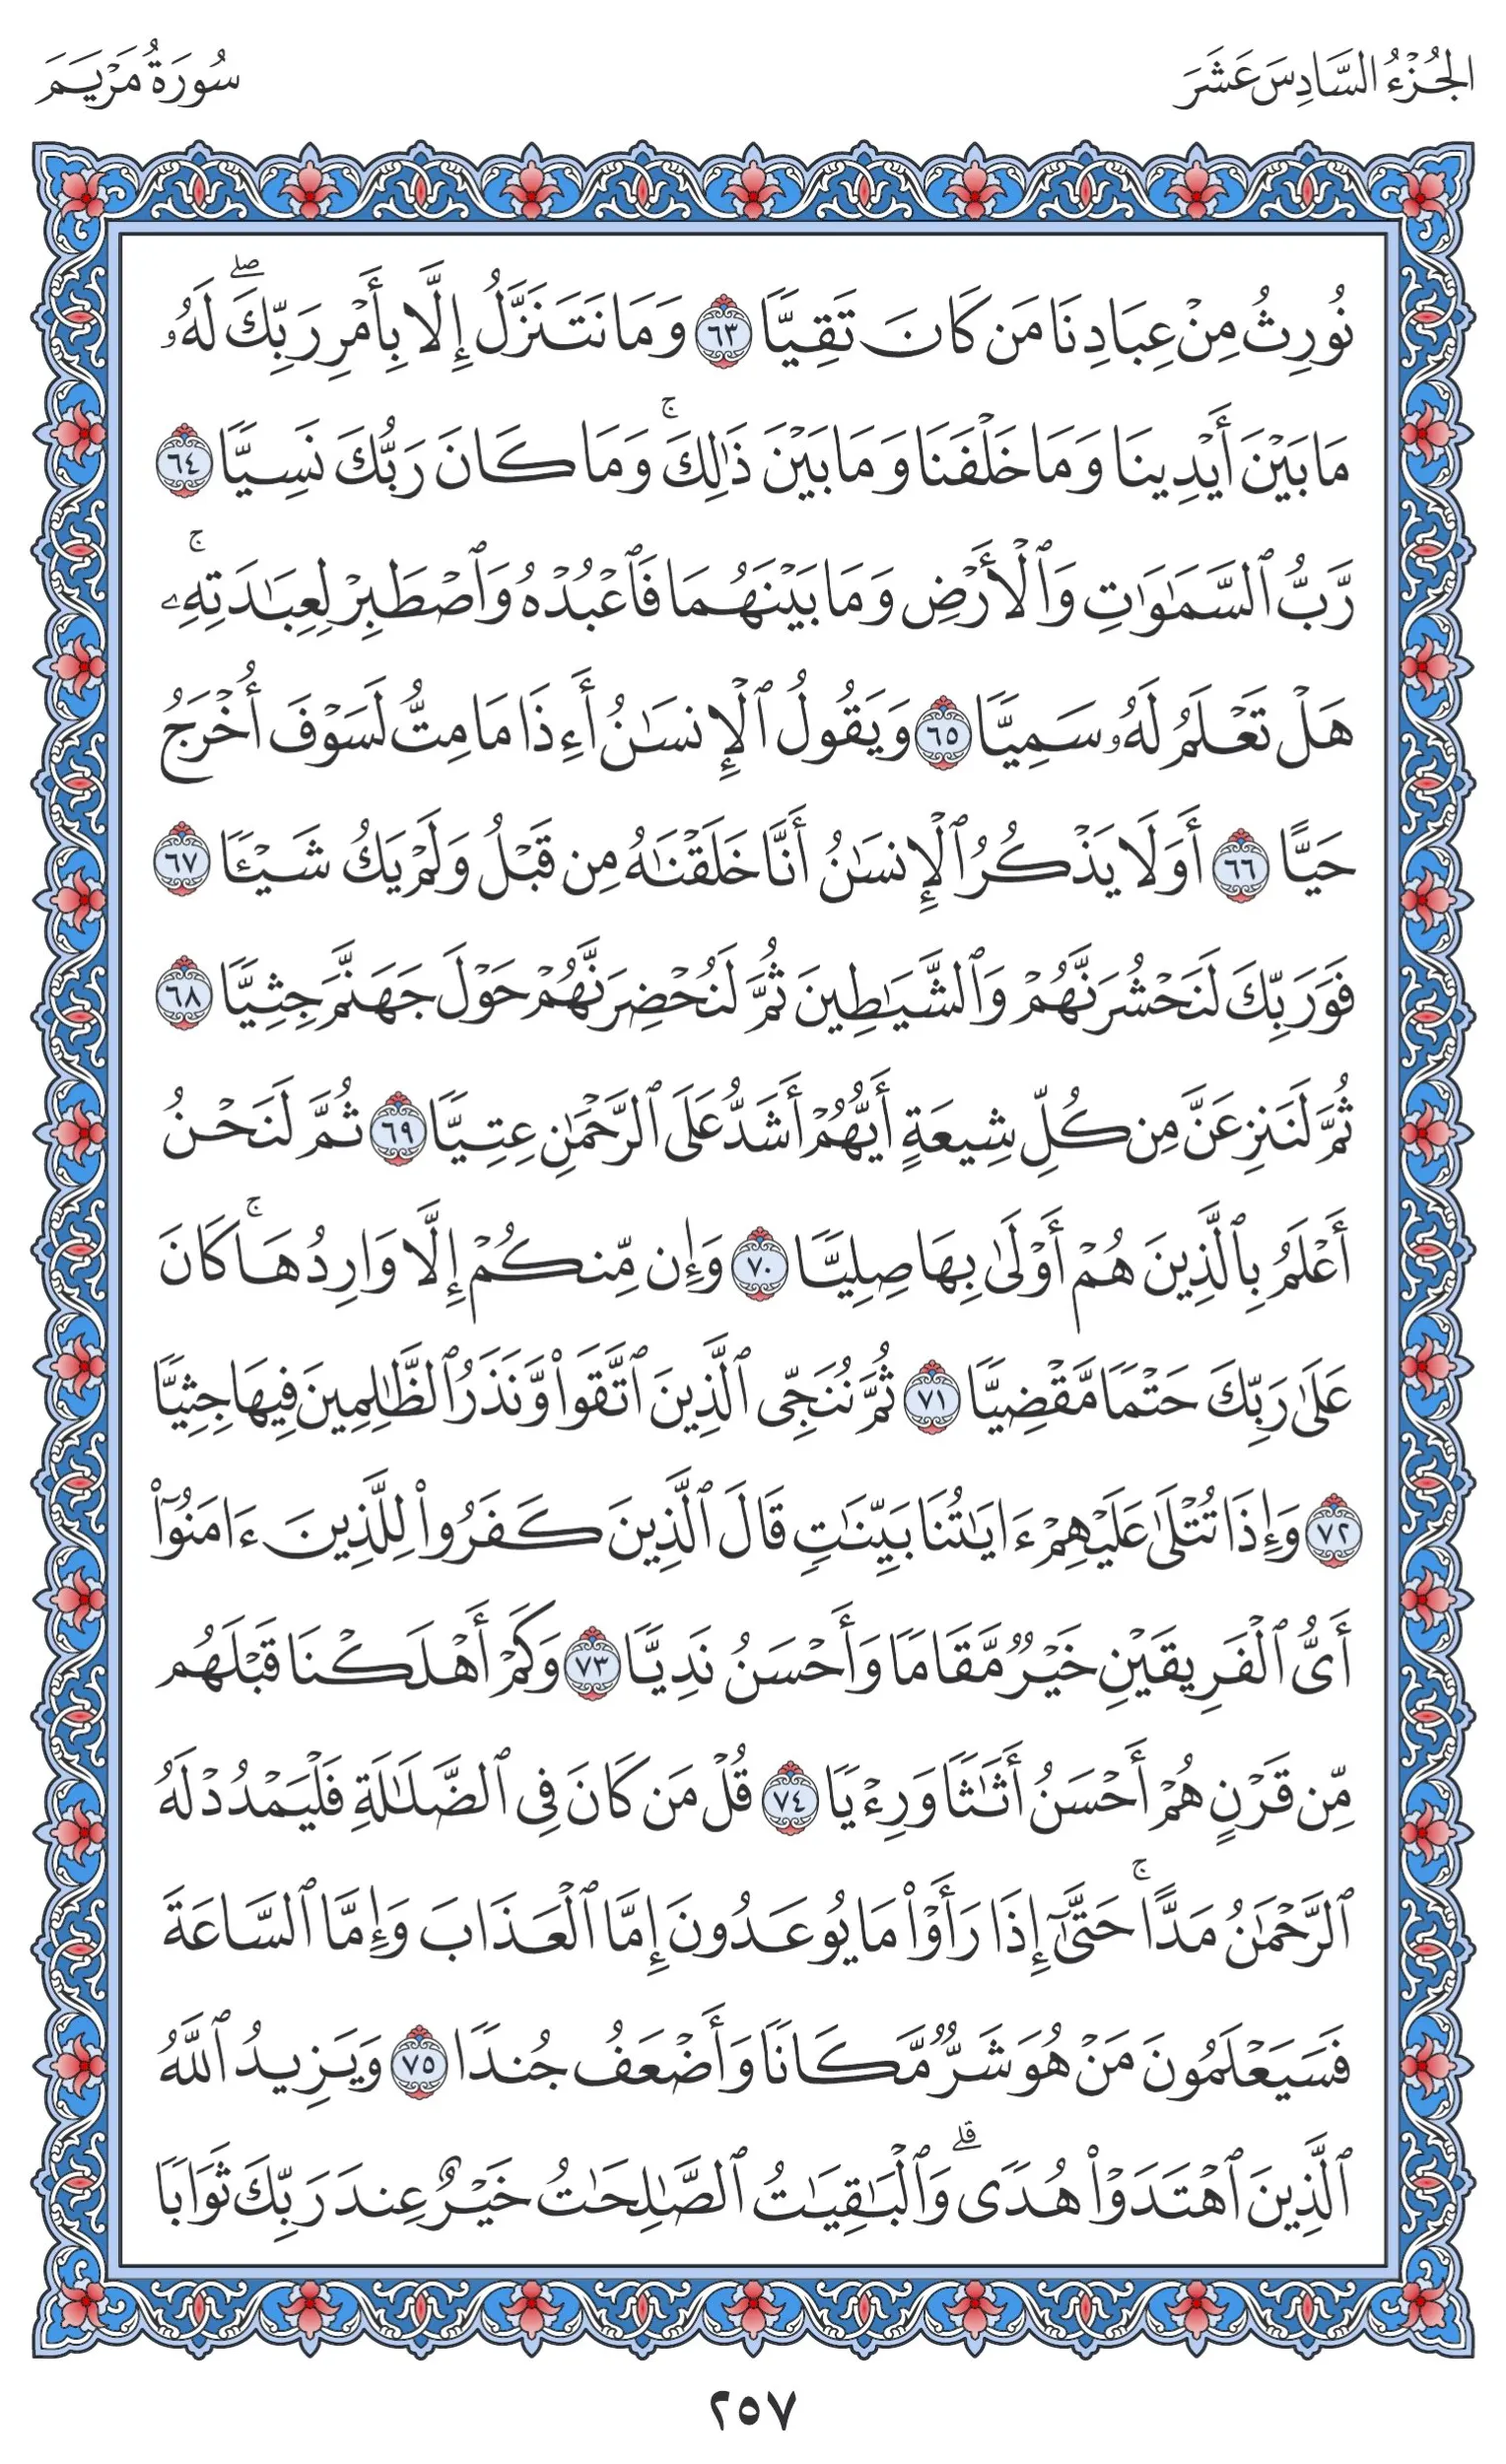 الجُزْءُ السَّادِسَ عَشَرَ
سُورَةُ مَرْيَمَ
نُورِثُ مِنْ عِبَادِنَا مَن كَانَ تَقِيًّا ٦٣ وَمَا نَتَنَزَّلُ إِلَّا بِأَمْرِ رَبِّكَۖ لَهُۥ
مَا بَيْنَ أَيْدِينَا وَمَا خَلْفَنَا وَمَا بَيْنَ ذَٰلِكَۚ وَمَا كَانَ رَبُّكَ نَسِيًّا ٦٤
رَّبُّ ٱلسَّمَٰوَٰتِ وَٱلْأَرْضِ وَمَا بَيْنَهُمَا فَٱعْبُدْهُ وَٱصْطَبِرْ لِعِبَٰدَتِهِۦۚ
هَلْ تَعْلَمُ لَهُۥ سَمِيًّا ٦٥ وَيَقُولُ ٱلْإِنسَٰنُ أَءِذَا مَا مِتُّ لَسَوْفَ أُخْرَجُ
حَيًّا ٦٦ أَوَلَا يَذْكُرُ ٱلْإِنسَٰنُ أَنَّا خَلَقْنَٰهُ مِن قَبْلُ وَلَمْ يَكُ شَيْـًٔا ٦٧
فَوَرَبِّكَ لَنَحْشُرَنَّهُمْ وَٱلشَّيَٰطِينَ ثُمَّ لَنُحْضِرَنَّهُمْ حَوْلَ جَهَنَّمَ جِثِيًّا ٦٨
ثُمَّ لَنَنزِعَنَّ مِن كُلِّ شِيعَةٍ أَيُّهُمْ أَشَدُّ عَلَى ٱلرَّحْمَٰنِ عِتِيًّا ٦٩ ثُمَّ لَنَحْنُ
أَعْلَمُ بِٱلَّذِينَ هُمْ أَوْلَىٰ بِهَا صِلِيًّا ٧٠ وَإِن مِّنكُمْ إِلَّا وَارِدُهَاۚ كَانَ
عَلَىٰ رَبِّكَ حَتْمًا مَّقْضِيًّا ٧١ ثُمَّ نُنَجِّى ٱلَّذِينَ ٱتَّقَوا۟ وَّنَذَرُ ٱلظَّٰلِمِينَ فِيهَا جِثِيًّا
٧٢ وَإِذَا تُتْلَىٰ عَلَيْهِمْ ءَايَٰتُنَا بَيِّنَٰتٍ قَالَ ٱلَّذِينَ كَفَرُوا۟ لِلَّذِينَ ءَامَنُوٓا۟
أَىُّ ٱلْفَرِيقَيْنِ خَيْرٌ مَّقَامًا وَأَحْسَنُ نَدِيًّا ٧٣ وَكَمْ أَهْلَكْنَا قَبْلَهُم
مِّن قَرْنٍ هُمْ أَحْسَنُ أَثَٰثًا وَرِءْيًا ٧٤ قُلْ مَن كَانَ فِى ٱلضَّلَٰلَةِ فَلْيَمْدُدْ لَهُ
ٱلرَّحْمَٰنُ مَدًّاۚ حَتَّىٰٓ إِذَا رَأَوْا۟ مَا يُوعَدُونَ إِمَّا ٱلْعَذَابَ وَإِمَّا ٱلسَّاعَةَ
فَسَيَعْلَمُونَ مَنْ هُوَ شَرٌّ مَّكَانًا وَأَضْعَفُ جُندًا ٧٥ وَيَزِيدُ ٱللَّهُ
ٱلَّذِينَ ٱهْتَدَوْا۟ هُدًىۗ وَٱلْبَٰقِيَٰتُ ٱلصَّٰلِحَٰتُ خَيْرٌ عِندَ رَبِّكَ ثَوَابًا
٢٥٧